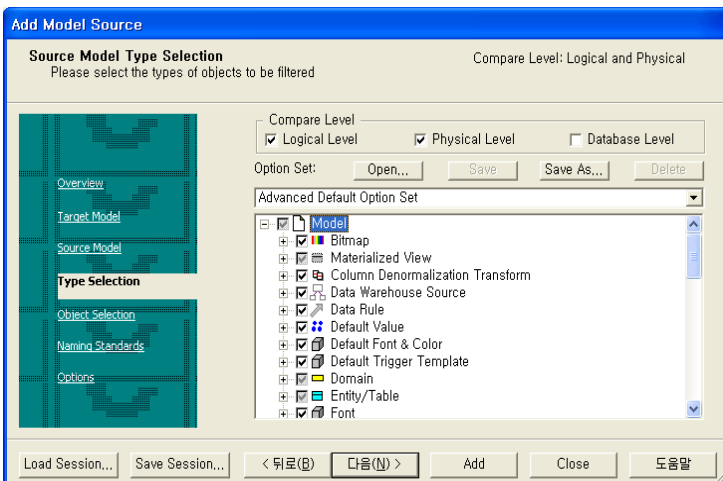 Add Model Source
Source Model Type Selection
Compare Level: Logical and Physical
Please select the types of objects to be filtered
Compare Level
Logical Level
Physical Level
Database Level
Option Set:
Open...
Save
Save As...
Delete
Advanced Default Option Set
Overview
Target Model
Source Model
Type Selection
Object Selection
Naming Standards
Options
Model
Bitmap
Materialized View
Column Denormalization Transform
Data Warehouse Source
Data Rule
Default Value
Default Font & Color
Default Trigger Template
Domain
Entity/Table
Font
Load Session...
Save Session...
< 뒤로(B)
다음(N) >
Add
Close
도움말